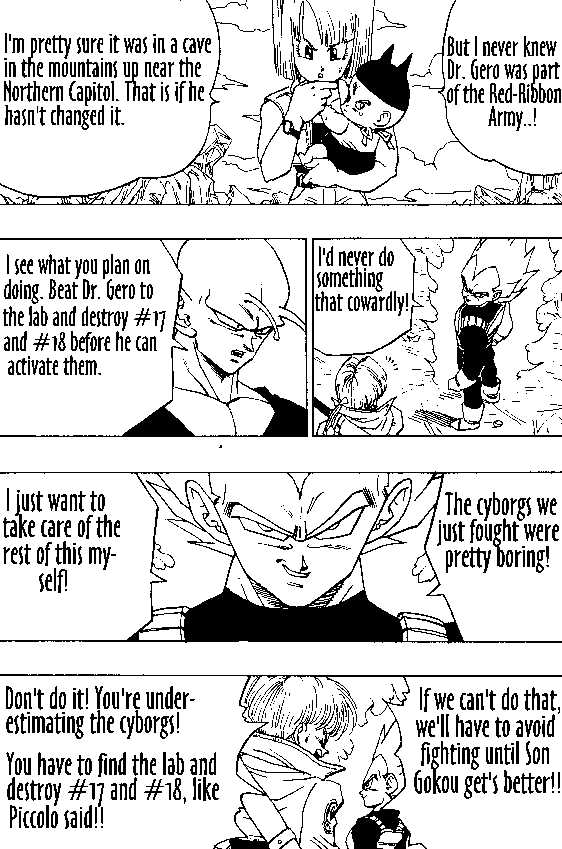 I'm pretty sure it was in a cave
in the mountains up near the
Northern Capitol. That is if he
hasn't changed it.
But I never knew
Dr. Gero was part
of the Red-Ribbon
Army..!
I see what you plan on
doing. Beat Dr. Gero to
the lab and destroy #17
and #18 before he can
activate them.
I'd never do
something
that cowardly!
I just want to
take care of the
rest of this my-
self!
The cyborgs we
just fought were
pretty boring!
Don't do it! You're under-
estimating the cyborgs!
You have to find the lab and
destroy #17 and #18, like
Piccolo said!!
If we can't do that,
we'll have to avoid
fighting until Son
Gokou get's better!!